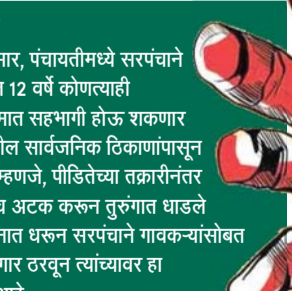 सार, पंचायतीमध्ये सरपंचाने
12 वर्षे कोणत्याही
मात सहभागी होऊ शकणार
ील सार्वजनिक ठिकाणांपासून
म्हणजे, पीडितेच्या तक्रारीनंतर
च अटक करून तुरुंगात धाडले
नात धरून सरपंचाने गावकऱ्यांसोबत
गार ठरवून त्यांच्यावर हा